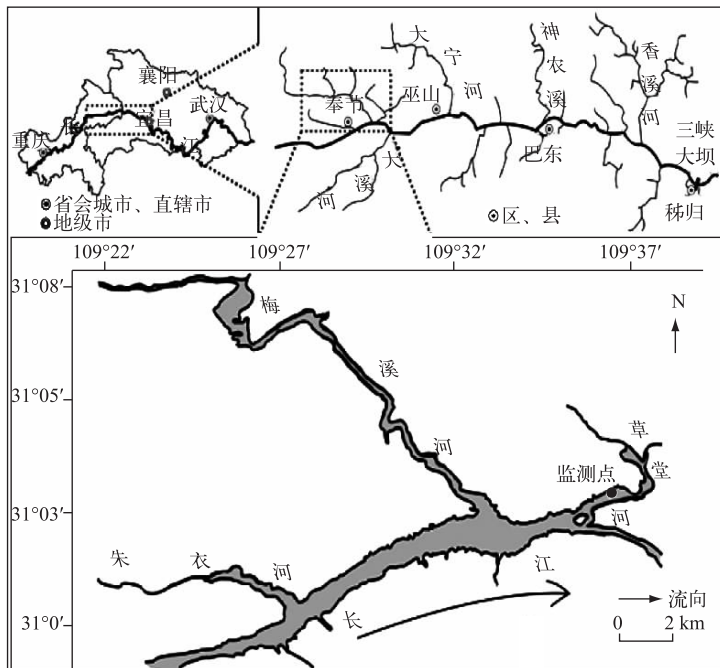 襄阳
武汉
宜昌
重庆
长
江
省会城市、直辖市
地级市
大
宁
河
神
农
溪
香
溪
河
奉节
巫山
巴东
三峡
大坝
秭归
大
溪
河
区、县
109°22′
109°27′
109°32′
109°37′
31°08′
31°05′
31°03′
31°0′
N
梅
溪
河
草
堂
河
监测点
朱
衣
河
长
江
流向
0
2 km